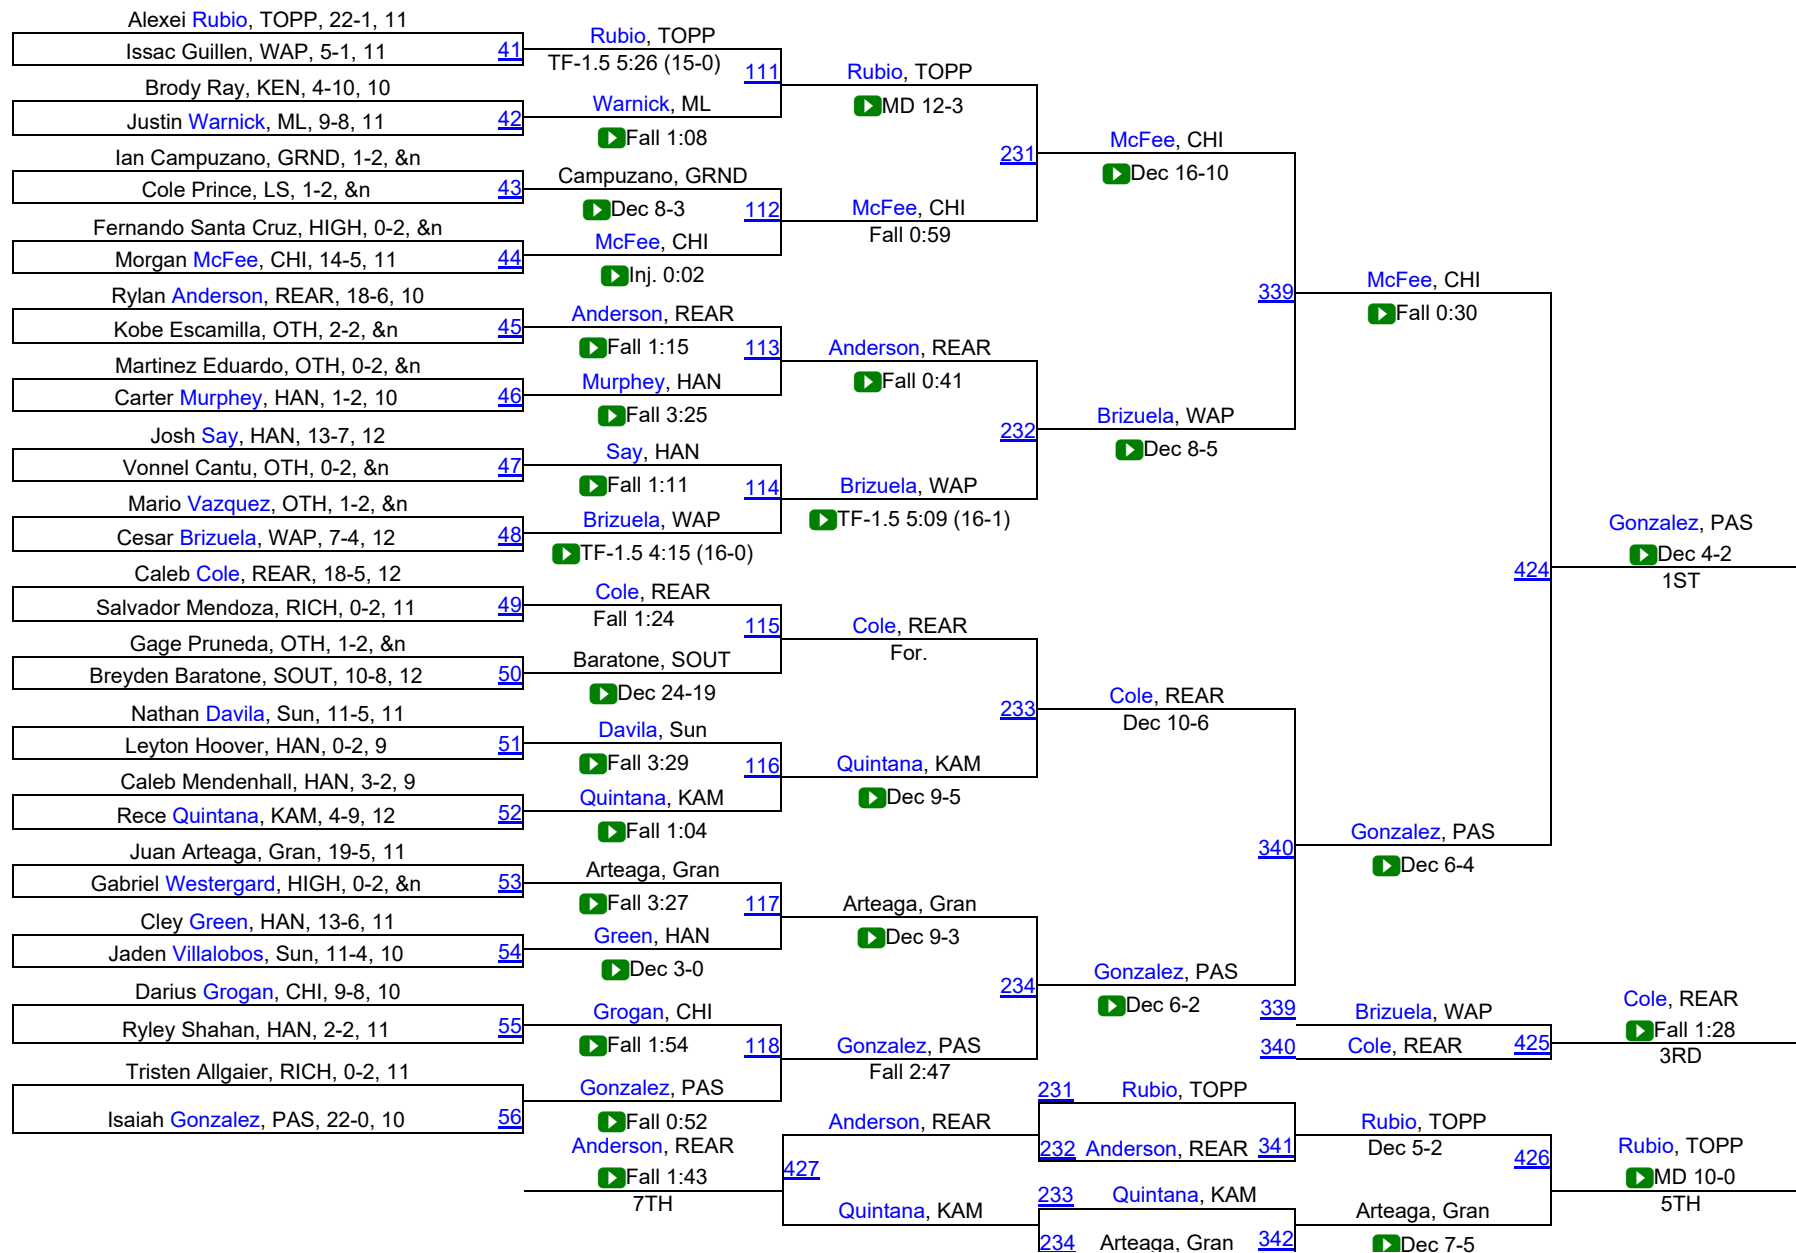 Alexei Rubio, TOPP, 22-1, 11
Issac Guillen, WAP, 5-1, 11
41
Brody Ray, KEN, 4-10, 10
Justin Warnick, ML, 9-8, 11
42
Ian Campuzano, GRND, 1-2, &n
Cole Prince, LS, 1-2, &n
43
Fernando Santa Cruz, HIGH, 0-2, &n
Morgan McFee, CHI, 14-5, 11
44
Rylan Anderson, REAR, 18-6, 10
Kobe Escamilla, OTH, 2-2, &n
45
Martinez Eduardo, OTH, 0-2, &n
Carter Murphey, HAN, 1-2, 10
46
Josh Say, HAN, 13-7, 12
Vonnel Cantu, OTH, 0-2, &n
47
Mario Vazquez, OTH, 1-2, &n
Cesar Brizuela, WAP, 7-4, 12
48
Caleb Cole, REAR, 18-5, 12
Salvador Mendoza, RICH, 0-2, 11
49
Gage Pruneda, OTH, 1-2, &n
Breyden Baratone, SOUT, 10-8, 12
50
Nathan Davila, Sun, 11-5, 11
Leyton Hoover, HAN, 0-2, 9
51
Caleb Mendenhall, HAN, 3-2, 9
Rece Quintana, KAM, 4-9, 12
52
Juan Arteaga, Gran, 19-5, 11
Gabriel Westergard, HIGH, 0-2, &n
53
Cley Green, HAN, 13-6, 11
Jaden Villalobos, Sun, 11-4, 10
54
Darius Grogan, CHI, 9-8, 10
Ryley Shahan, HAN, 2-2, 11
55
Tristen Allgaier, RICH, 0-2, 11
Isaiah Gonzalez, PAS, 22-0, 10
56
Rubio, TOPP
TF-1.5 5:26 (15-0)
111
Warnick, ML
Fall 1:08
Campuzano, GRND
Dec 8-3
112
McFee, CHI
Inj. 0:02
Anderson, REAR
Fall 1:15
113
Murphey, HAN
Fall 3:25
Say, HAN
Fall 1:11
114
Brizuela, WAP
TF-1.5 4:15 (16-0)
Cole, REAR
Fall 1:24
115
Baratone, SOUT
Dec 24-19
Davila, Sun
Fall 3:29
116
Quintana, KAM
Fall 1:04
Arteaga, Gran
Fall 3:27
117
Green, HAN
Dec 3-0
Grogan, CHI
Fall 1:54
118
Gonzalez, PAS
Fall 0:52
Rubio, TOPP
MD 12-3
231
McFee, CHI
Fall 0:59
Anderson, REAR
Fall 0:41
232
Brizuela, WAP
TF-1.5 5:09 (16-1)
Cole, REAR
For.
233
Quintana, KAM
Dec 9-5
Arteaga, Gran
Dec 9-3
234
Gonzalez, PAS
Fall 2:47
McFee, CHI
Dec 16-10
339
Brizuela, WAP
Dec 8-5
Cole, REAR
Dec 10-6
340
Gonzalez, PAS
Dec 6-2
McFee, CHI
Fall 0:30
424
Gonzalez, PAS
Dec 6-4
Gonzalez, PAS
Dec 4-2
1ST
339
Brizuela, WAP
340
Cole, REAR
425
Cole, REAR
Fall 1:28
3RD
231
Rubio, TOPP
232
Anderson, REAR
341
Rubio, TOPP
Dec 5-2
233
Quintana, KAM
234
Arteaga, Gran
342
Arteaga, Gran
Dec 7-5
426
Rubio, TOPP
MD 10-0
5TH
Anderson, REAR
427
Quintana, KAM
Anderson, REAR
Fall 1:43
7TH